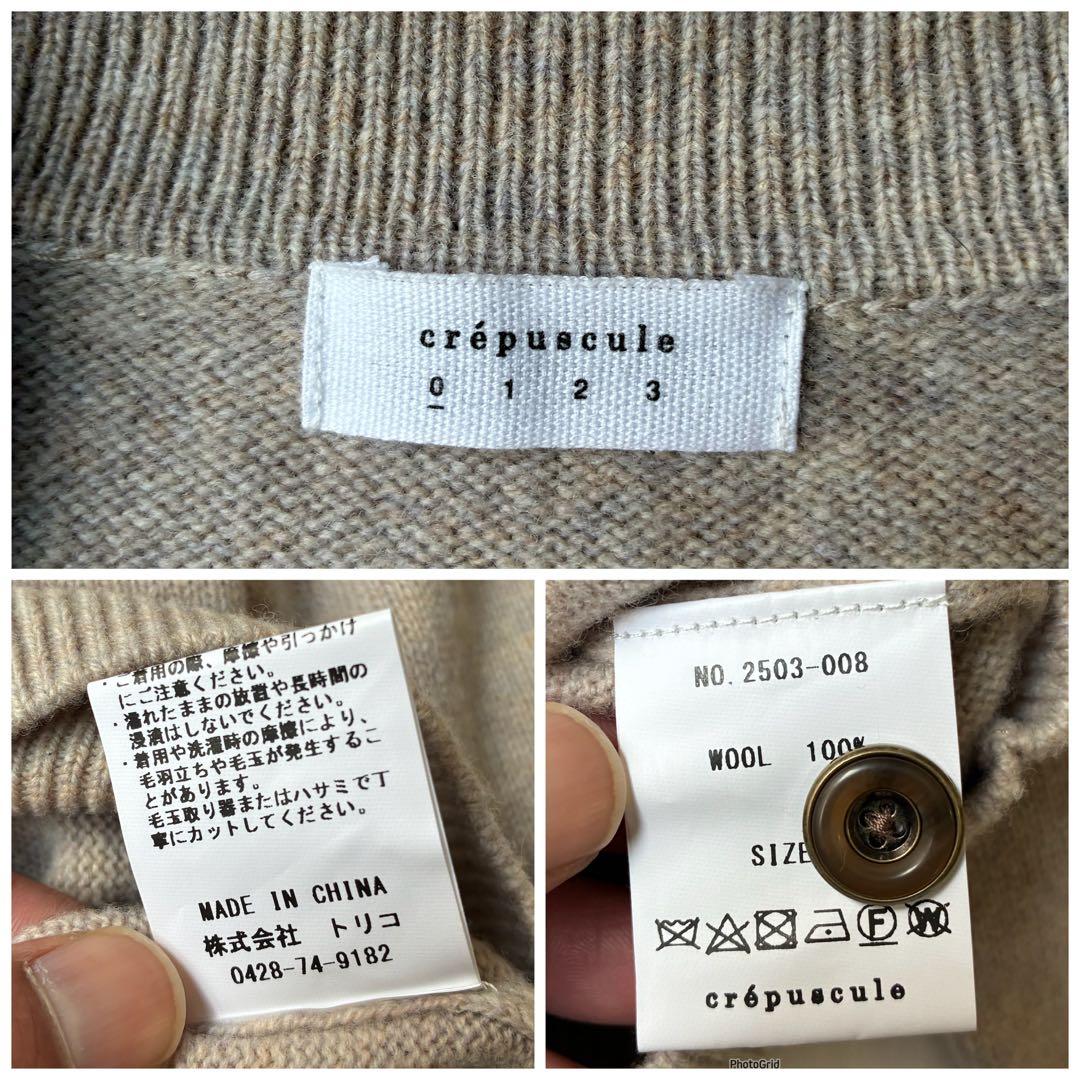 crépuscule
0 1 2 3
・ご着用の際、摩擦や引っかけ
にご注意ください。
・濡れたままの放置や長時間の
浸漬はしないでください。
・着用や洗濯時の摩擦により、
毛羽立ちや毛玉が発生するこ
とがあります。
毛玉取り器またはハサミで丁
寧にカットしてください。
MADE IN CHINA
株式会社 トリコ
0428-74-9182
NO. 2503-008
WOOL 100%
SIZE
F W
crépuscule
PhotoGrid